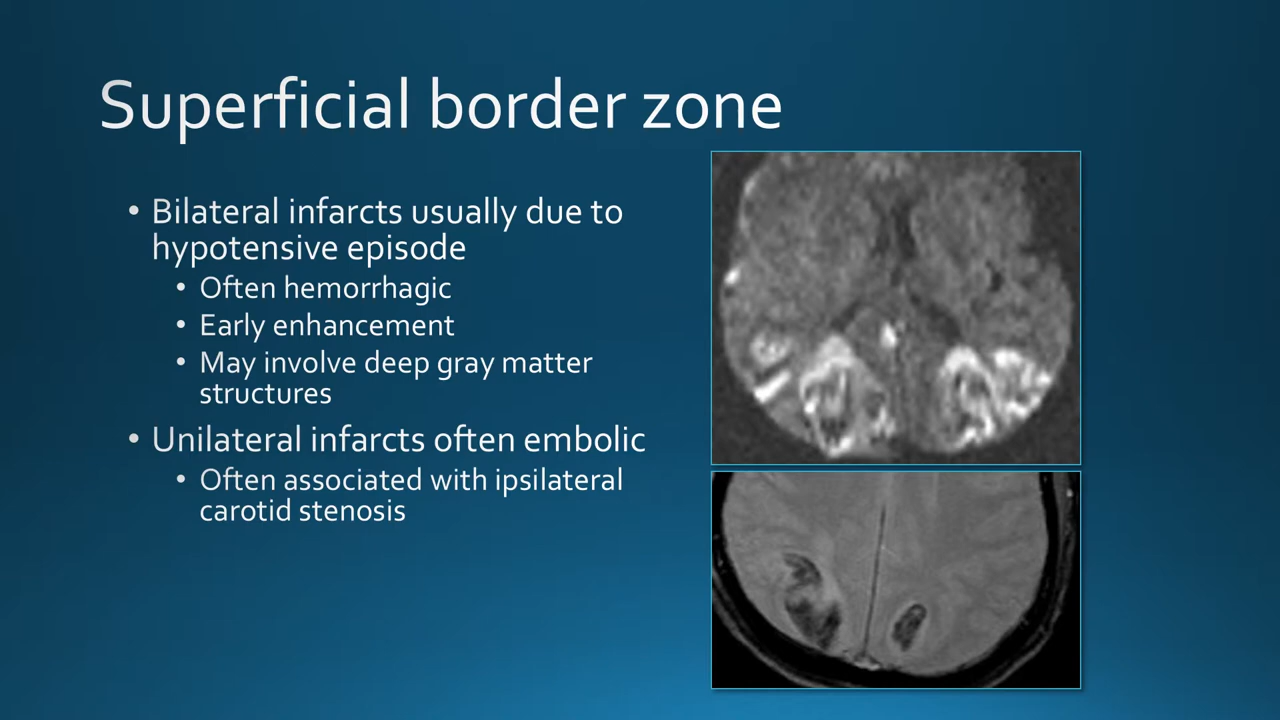 Superficial border zone
• Bilateral infarcts usually due to
hypotensive episode
• Often hemorrhagic
• Early enhancement
• May involve deep gray matter
structures
• Unilateral infarcts often embolic
• Often associated with ipsilateral
carotid stenosis